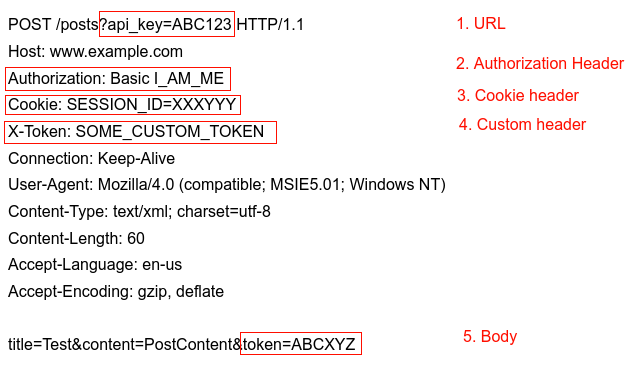 POST /posts?api_key=ABC123 HTTP/1.1 1. URL
Host: www.example.com
Authorization: Basic I_AM_ME 2. Authorization Header
Cookie: SESSION_ID=XXXYYY 3. Cookie header
X-Token: SOME_CUSTOM_TOKEN 4. Custom header
Connection: Keep-Alive
User-Agent: Mozilla/4.0 (compatible; MSIE5.01; Windows NT)
Content-Type: text/xml; charset=utf-8
Content-Length: 60
Accept-Language: en-us
Accept-Encoding: gzip, deflate
title=Test&content=PostContent&token=ABCXYZ 5. Body